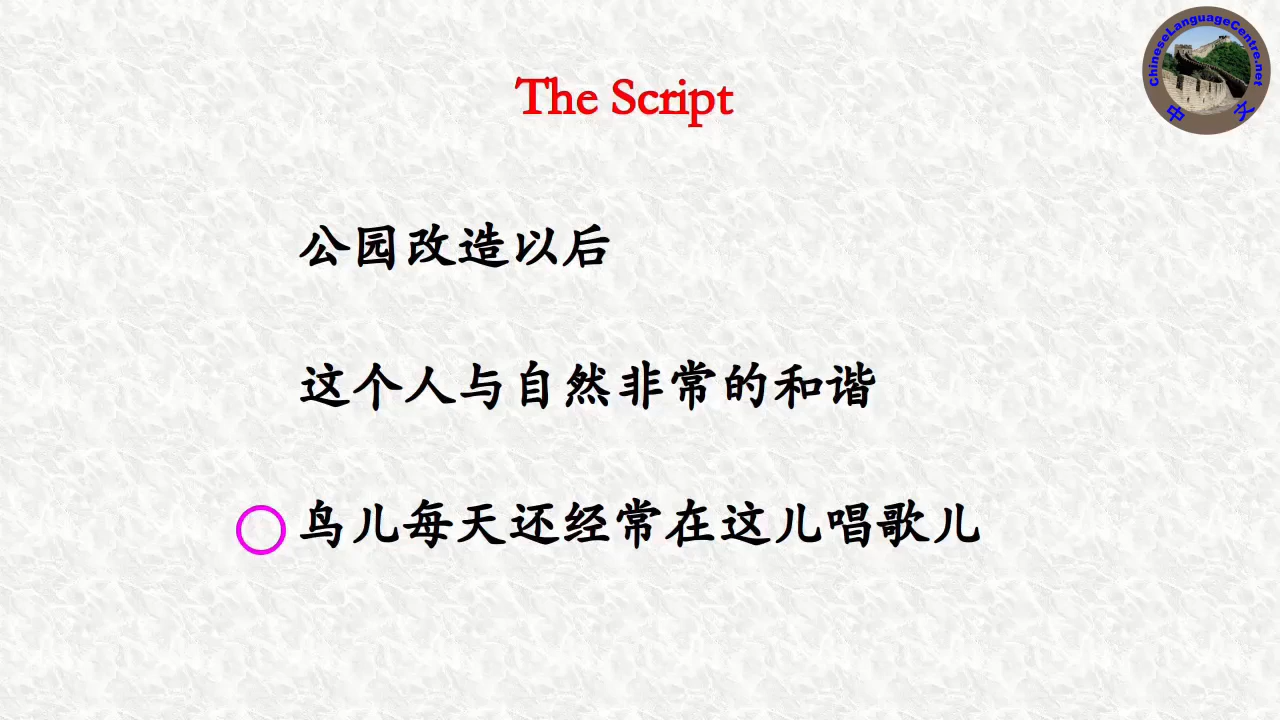 ChineseLanguageCentre.net
中 文
The Script
公园改造以后
这个人与自然非常的和谐
鸟儿每天还经常在这儿唱歌儿